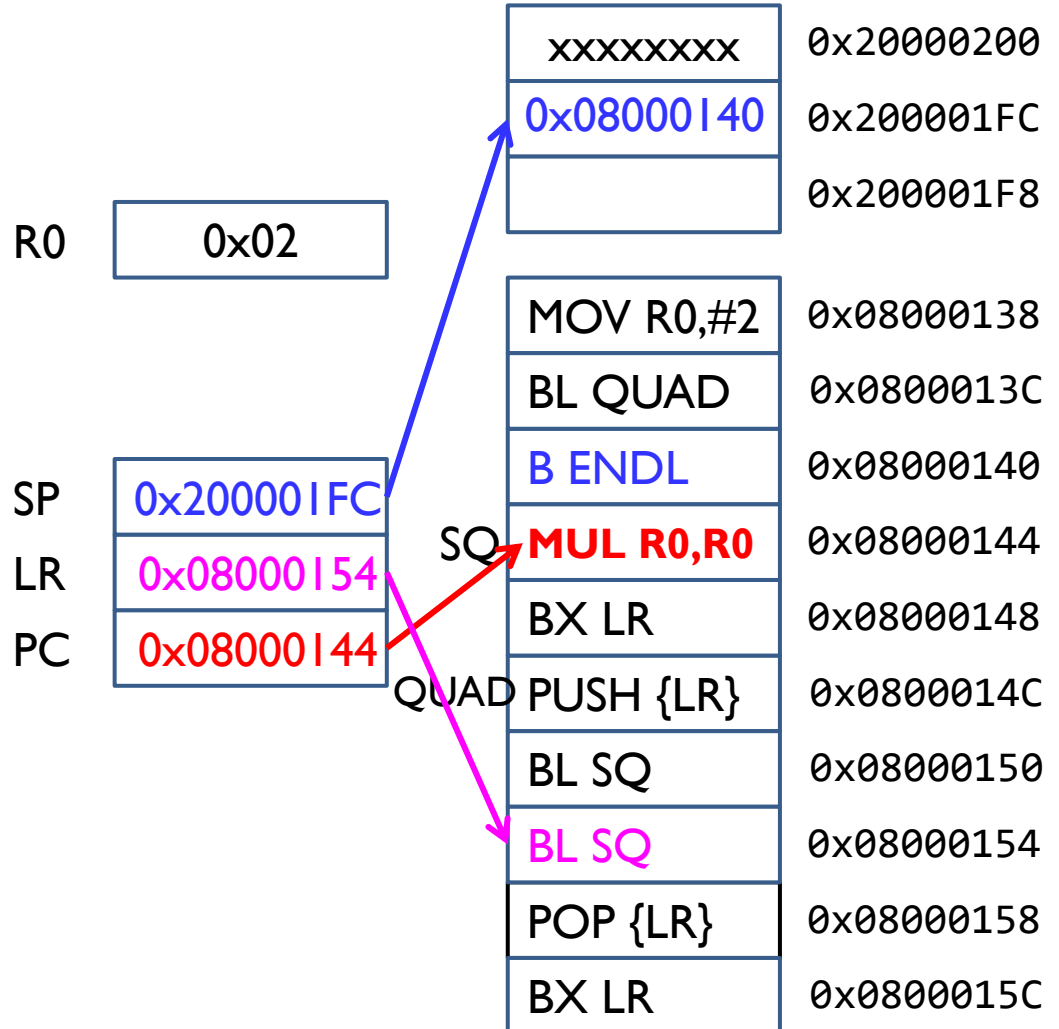 xxxxxxxx 0x20000200
0x08000140 0x200001FC
0x200001F8
R0 0x02
MOV R0,#2 0x08000138
BL QUAD 0x0800013C
B ENDL 0x08000140
SP 0x200001FC
SQ MUL R0,R0 0x08000144
LR 0x08000154
BX LR 0x08000148
PC 0x08000144
QUAD PUSH {LR} 0x0800014C
BL SQ 0x08000150
BL SQ 0x08000154
POP {LR} 0x08000158
BX LR 0x0800015C